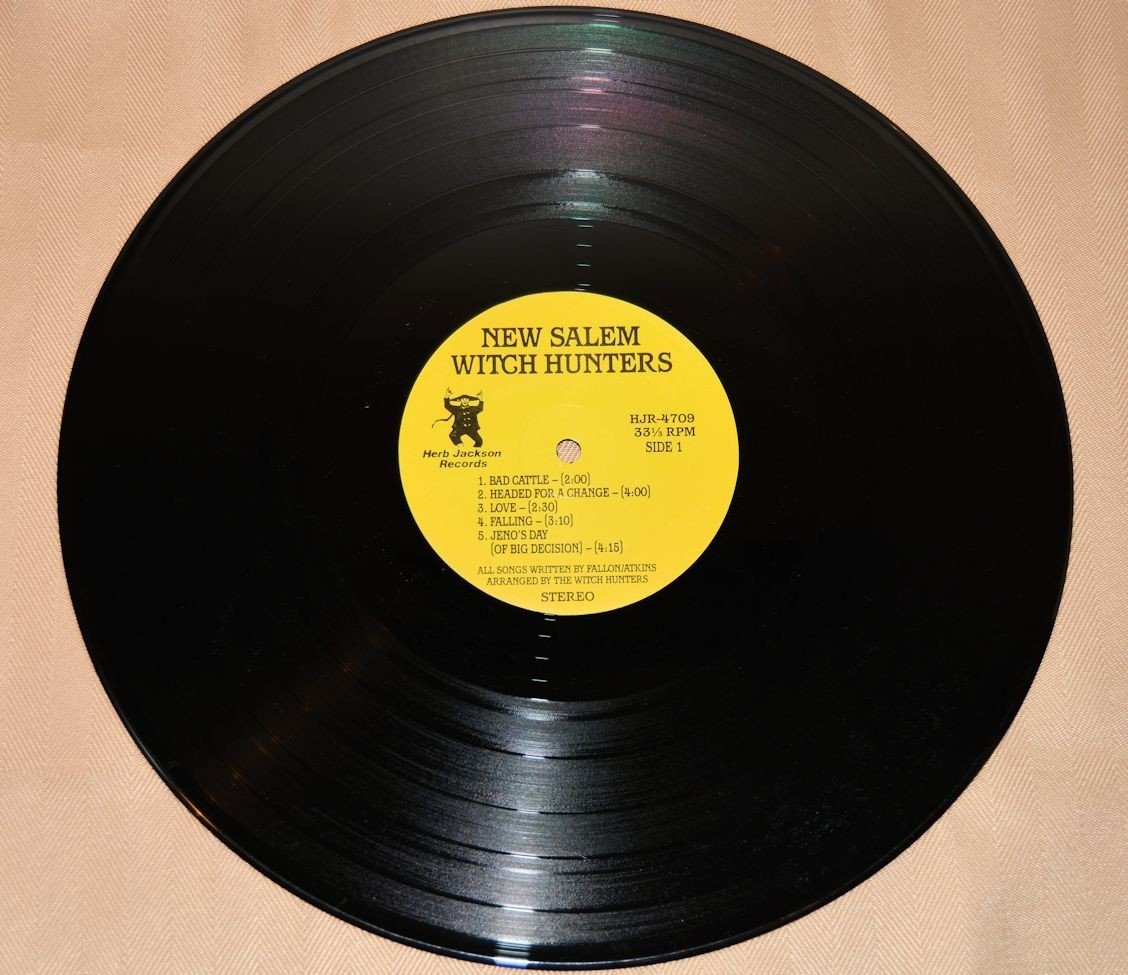 NEW SALEM
WITCH HUNTERS
HJR-4709
33⅓ RPM
SIDE 1
Herb Jackson
Records
1. BAD CATTLE – (2:00)
2. HEADED FOR A CHANGE – (4:00)
3. LOVE – (2:30)
4. FALLING – (3:10)
5. JENO'S DAY
(OF BIG DECISION) – (4:15)
ALL SONGS WRITTEN BY FALLON/ATKINS
ARRANGED BY THE WITCH HUNTERS
STEREO